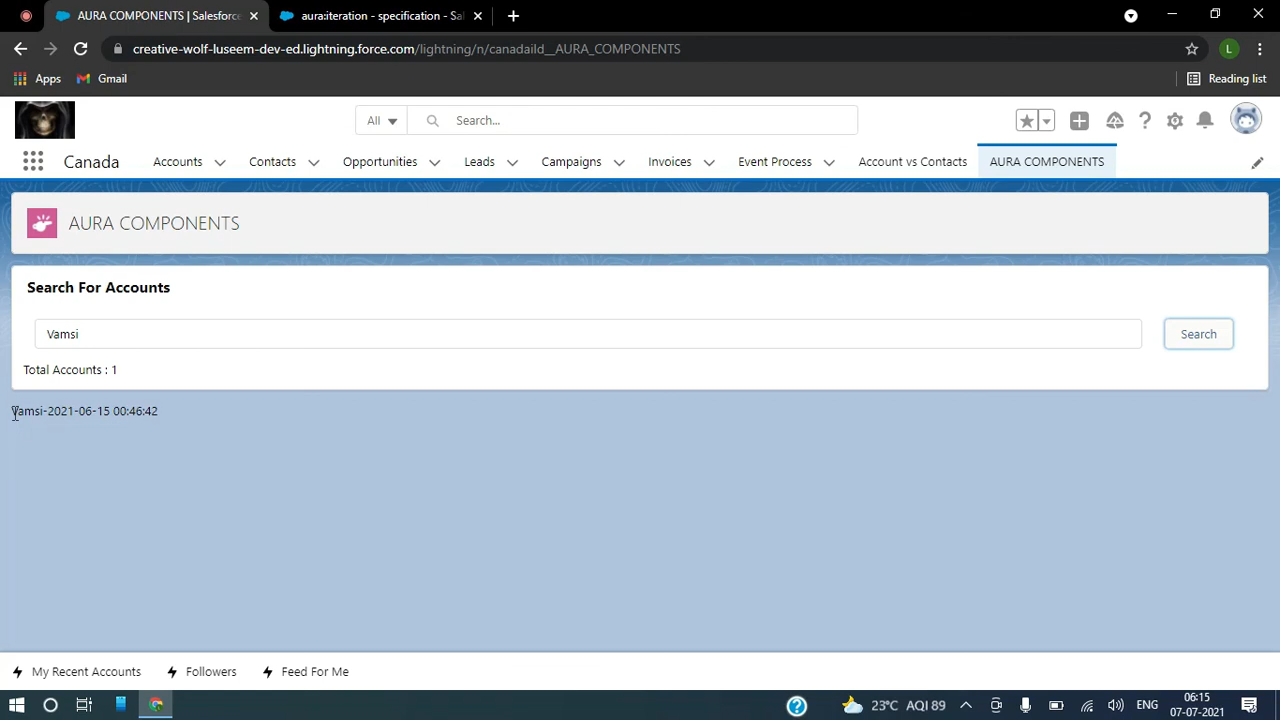 AURA COMPONENTS | Salesforce
aura:iteration - specification - Sal
creative-wolf-luseem-dev-ed.lightning.force.com/lightning/n/canadaild__AURA_COMPONENTS
L
Apps
Gmail
Reading list
All
Search...
Canada
Accounts
Contacts
Opportunities
Leads
Campaigns
Invoices
Event Process
Account vs Contacts
AURA COMPONENTS
AURA COMPONENTS
Search For Accounts
Vamsi
Search
Total Accounts : 1
Vamsi-2021-06-15 00:46:42
My Recent Accounts
Followers
Feed For Me
23°C AQI 89
ENG
06:15
07-07-2021